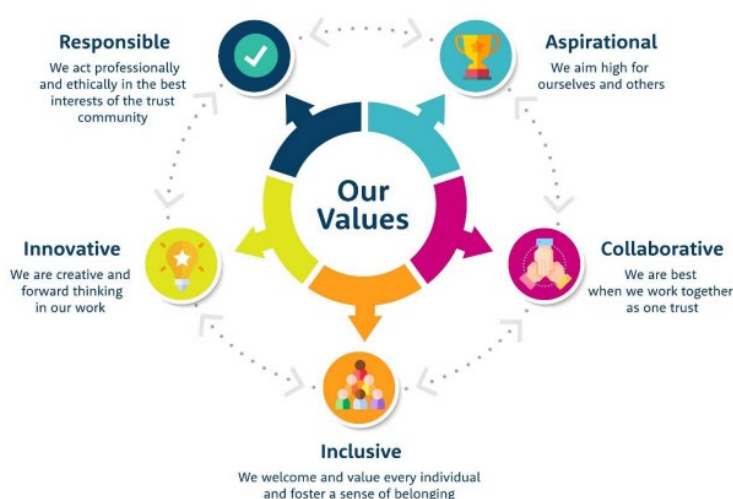 Responsible
We act professionally
and ethically in the best
interests of the trust
community
Aspirational
We aim high for
ourselves and others
Our
Values
Innovative
We are creative and
forward thinking
in our work
Collaborative
We are best
when we work together
as one trust
Inclusive
We welcome and value every individual
and foster a sense of belonging